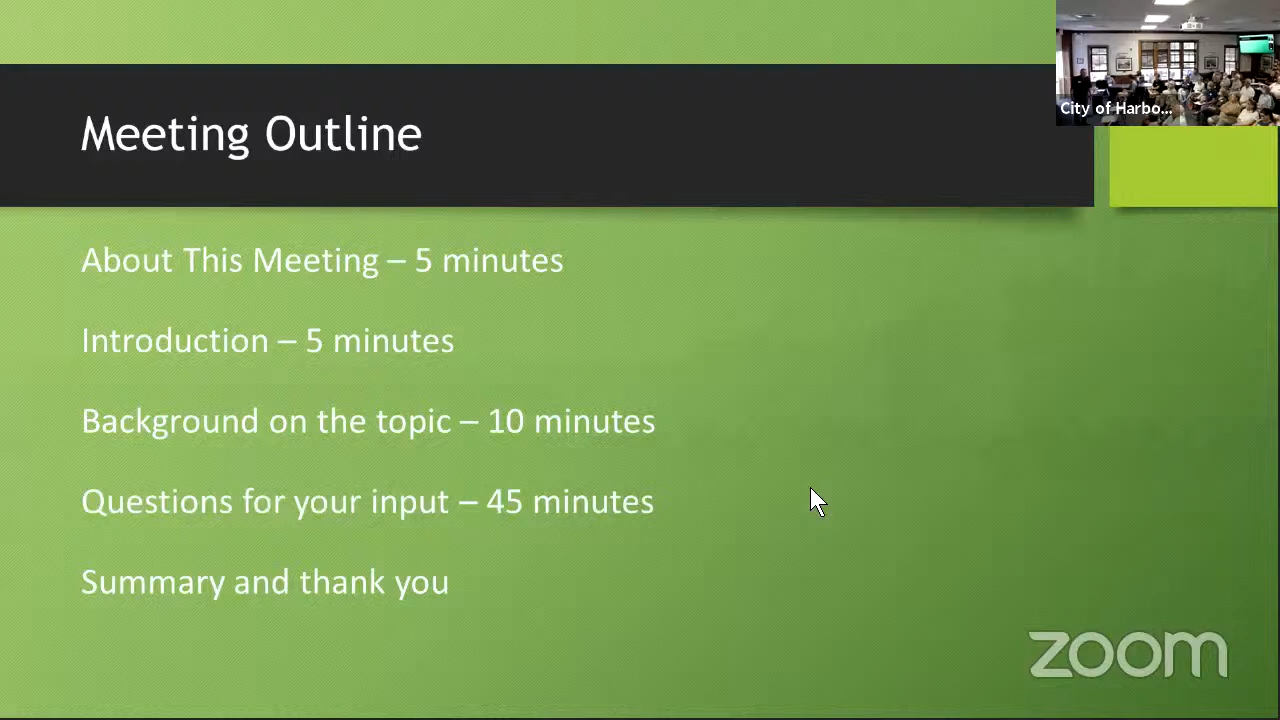 Meeting Outline
City of Harbo...
About This Meeting – 5 minutes
Introduction – 5 minutes
Background on the topic – 10 minutes
Questions for your input – 45 minutes
Summary and thank you
zoom